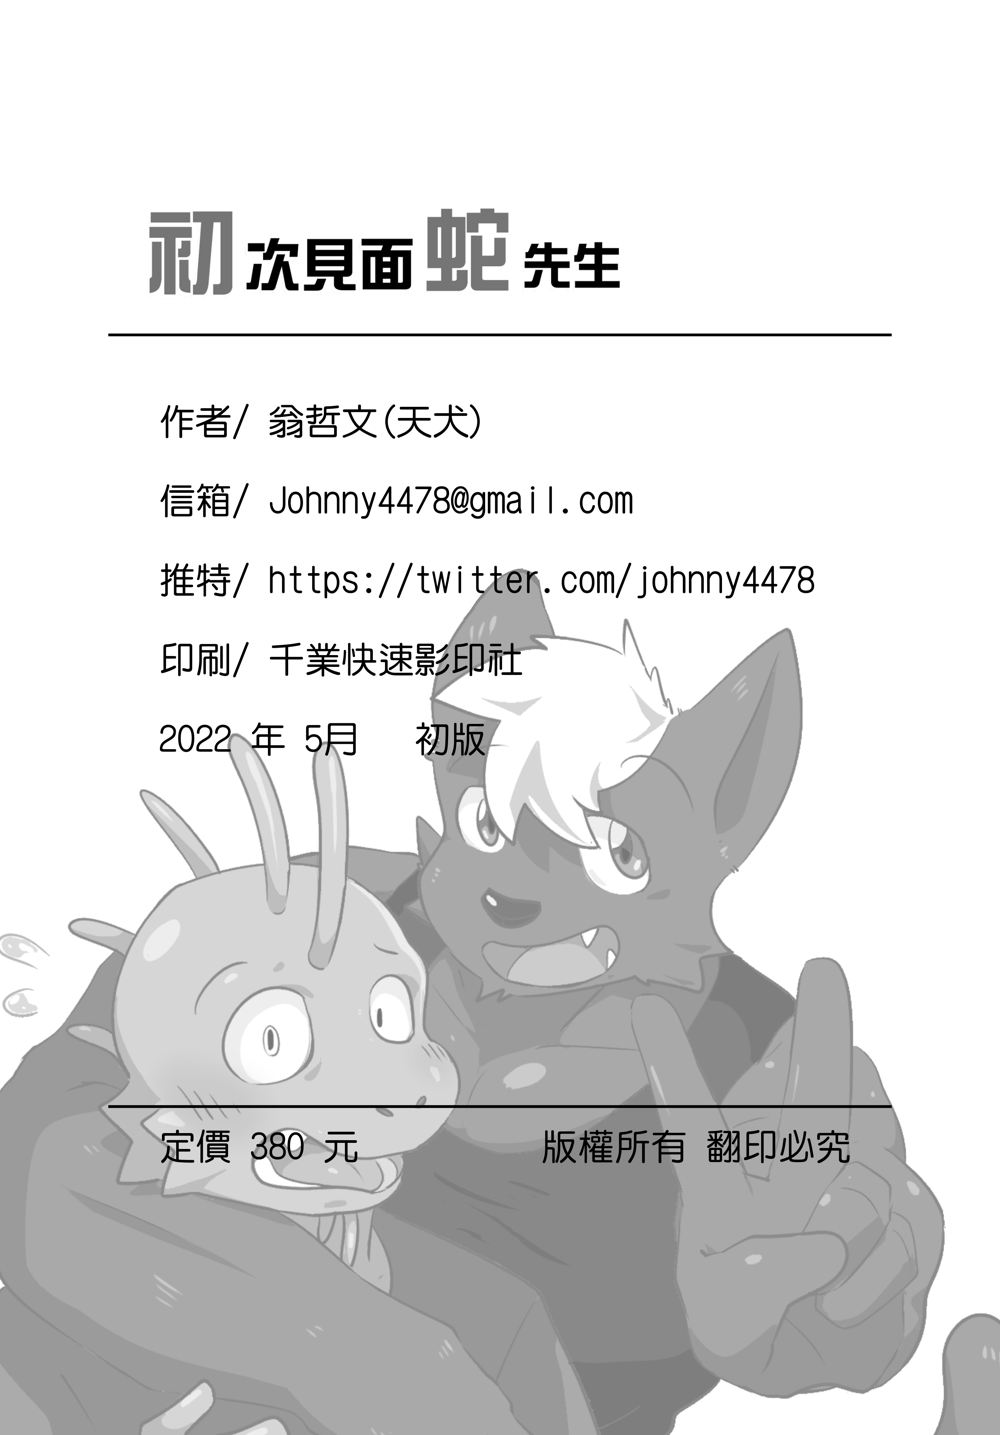 初次見面蛇先生
作者/ 翁哲文(天犬)
信箱/ Johnny4478@gmail.com
推特/ https://twitter.com/johnny4478
印刷/ 千業快速影印社
2022 年 5月 初版
定價 380 元 版權所有 翻印必究